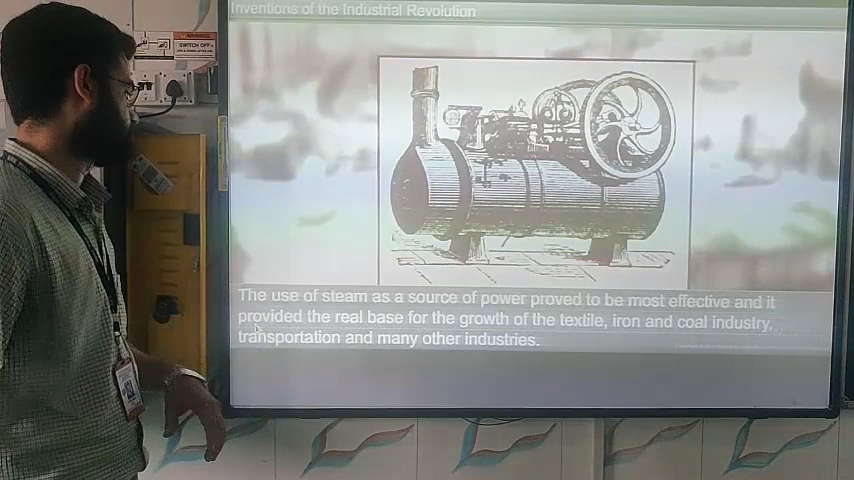 Inventions of the Industrial Revolution
WARNING
SWITCH OFF
The use of steam as a source of power proved to be most effective and it
provided the real base for the growth of the textile, iron and coal industry,
transportation and many other industries.